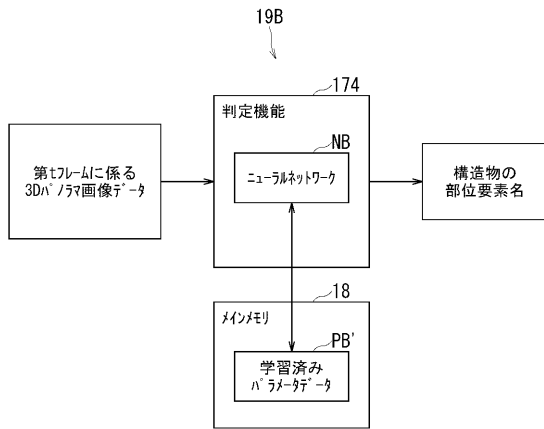 19B
174
判定機能
NB
ﾆｭｰﾗﾙﾈｯﾄﾜｰｸ
第tフレームに係る
3Dﾊﾟﾉﾗﾏ画像ﾃﾞｰﾀ
構造物の
部位要素名
18
ﾒｲﾝﾒﾓﾘ
PB'
学習済み
ﾊﾟﾗﾒｰﾀﾃﾞｰﾀ